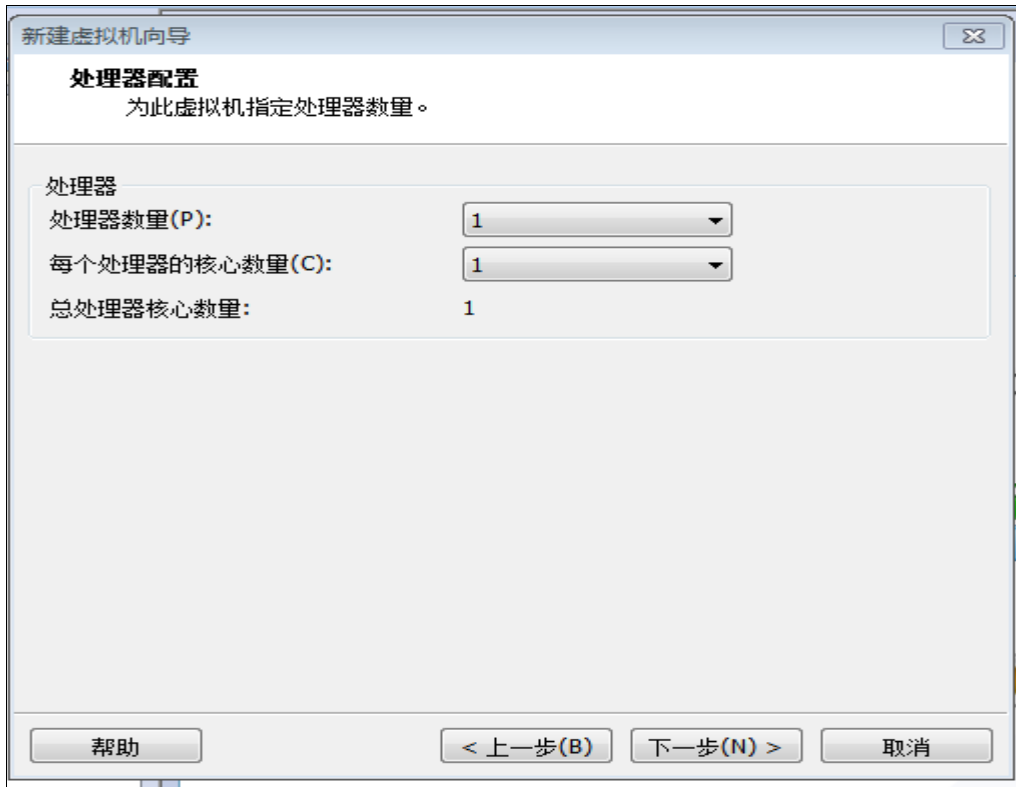 新建虚拟机向导
处理器配置
为此虚拟机指定处理器数量。
处理器
处理器数量(P): 1
每个处理器的核心数量(C): 1
总处理器核心数量: 1
帮助 < 上一步(B) 下一步(N) > 取消